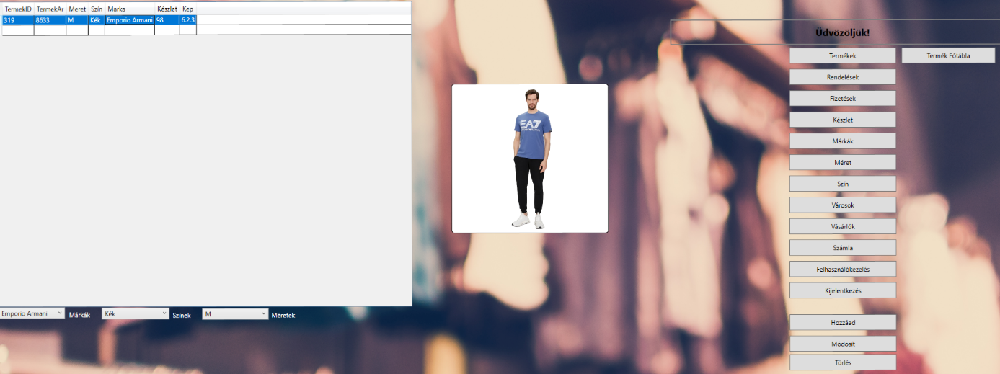 TermekID TermekAr Meret Szín Marka Készlet Kep
319 8633 M Kék Emporio Armani 98 6.2.3
Emporio Armani Márkák Kék Színek M Méretek
EA7
Üdvözöljük!
Termékek Termék Főtábla
Rendelések
Fizetések
Készlet
Márkák
Méret
Szín
Városok
Vásárlók
Számla
Felhasználókezelés
Kijelentkezés
Hozzáad
Módosít
Törlés